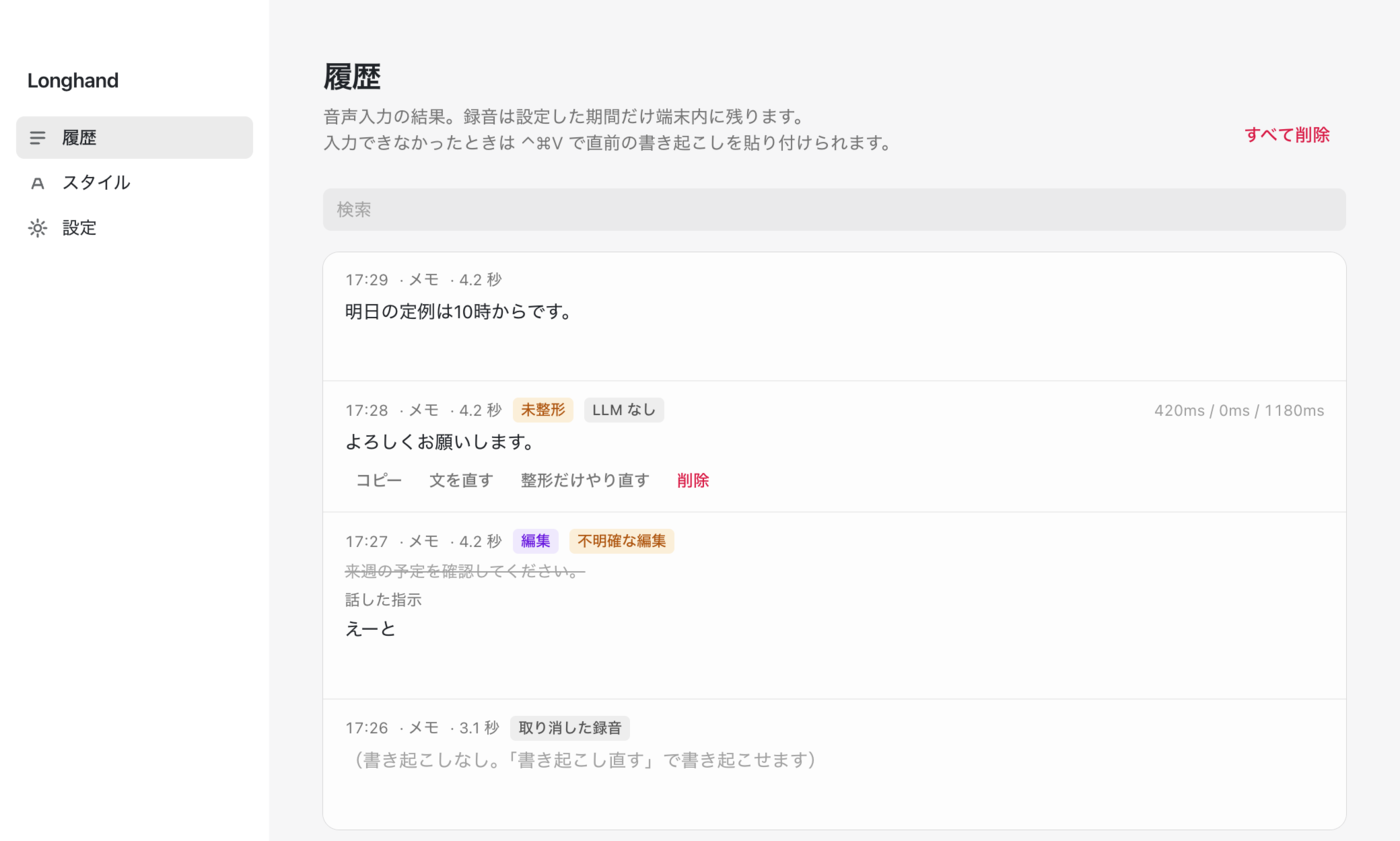 Longhand
履歴
スタイル
設定
履歴
音声入力の結果。録音は設定した期間だけ端末内に残ります。
入力できなかったときは ^⌘V で直前の書き起こしを貼り付けられます。
すべて削除
検索
17:29 · メモ · 4.2 秒
明日の定例は10時からです。
17:28 · メモ · 4.2 秒 未整形 LLM なし 420ms / 0ms / 1180ms
よろしくお願いします。
コピー 文を直す 整形だけやり直す 削除
17:27 · メモ · 4.2 秒 編集 不明確な編集
来週の予定を確認してください。
話した指示
えーと
17:26 · メモ · 3.1 秒 取り消した録音
（書き起こしなし。「書き起こし直す」で書き起こせます）